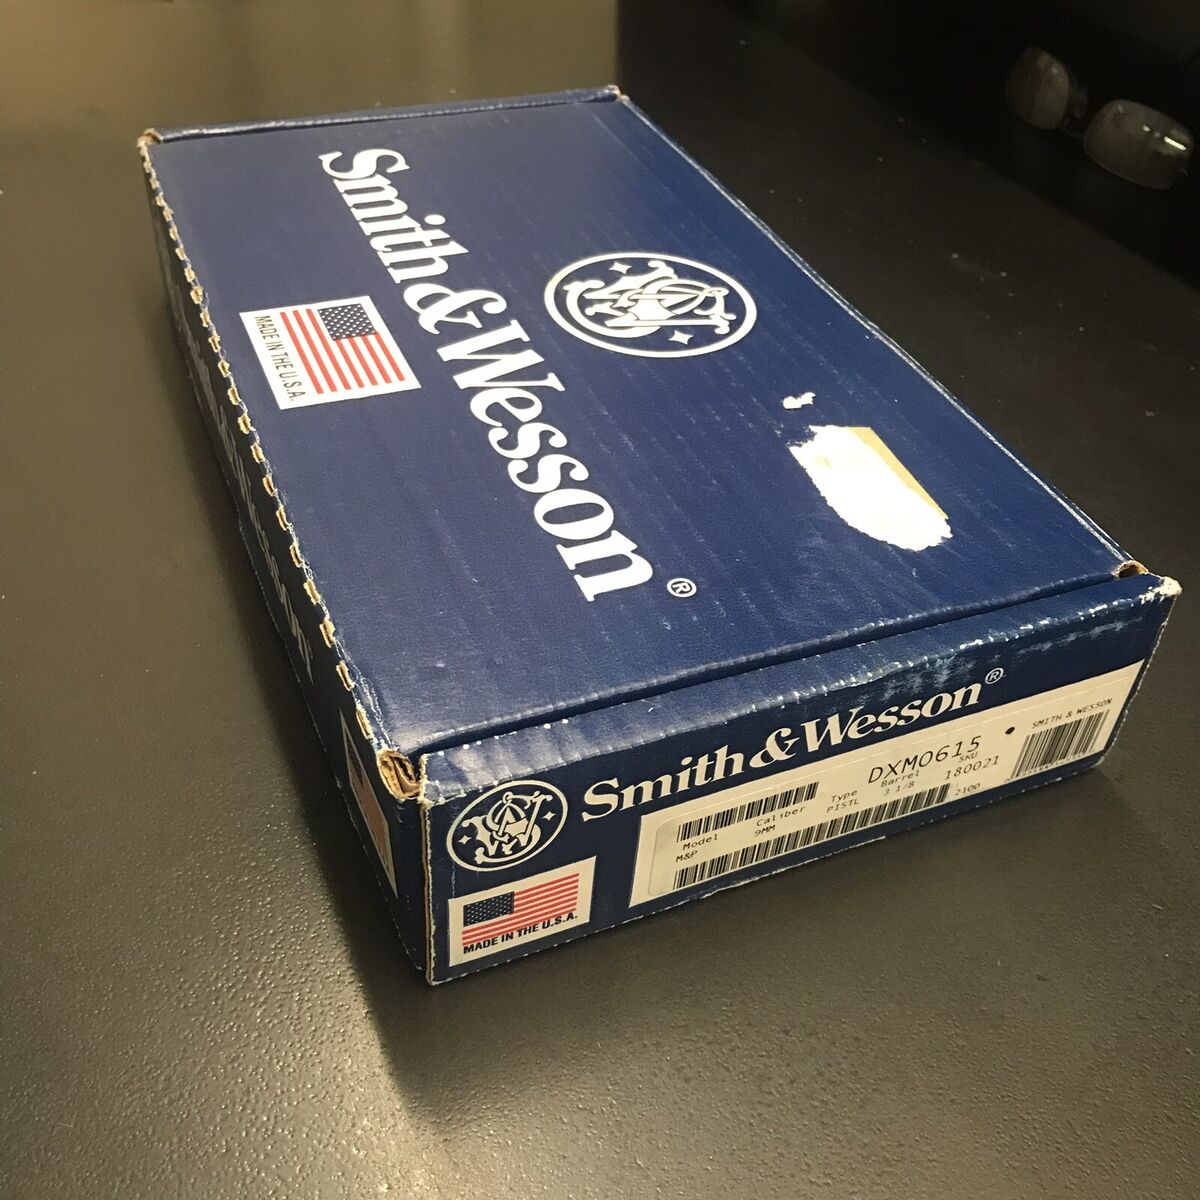 Smith & Wesson®
MADE IN THE U.S.A.
Smith & Wesson®
MADE IN THE U.S.A.
DXM0615
SMITH & WESSON
Model Caliber Type Barrel SKU
M&P 9MM PISTL 3 1/8 180021
2100